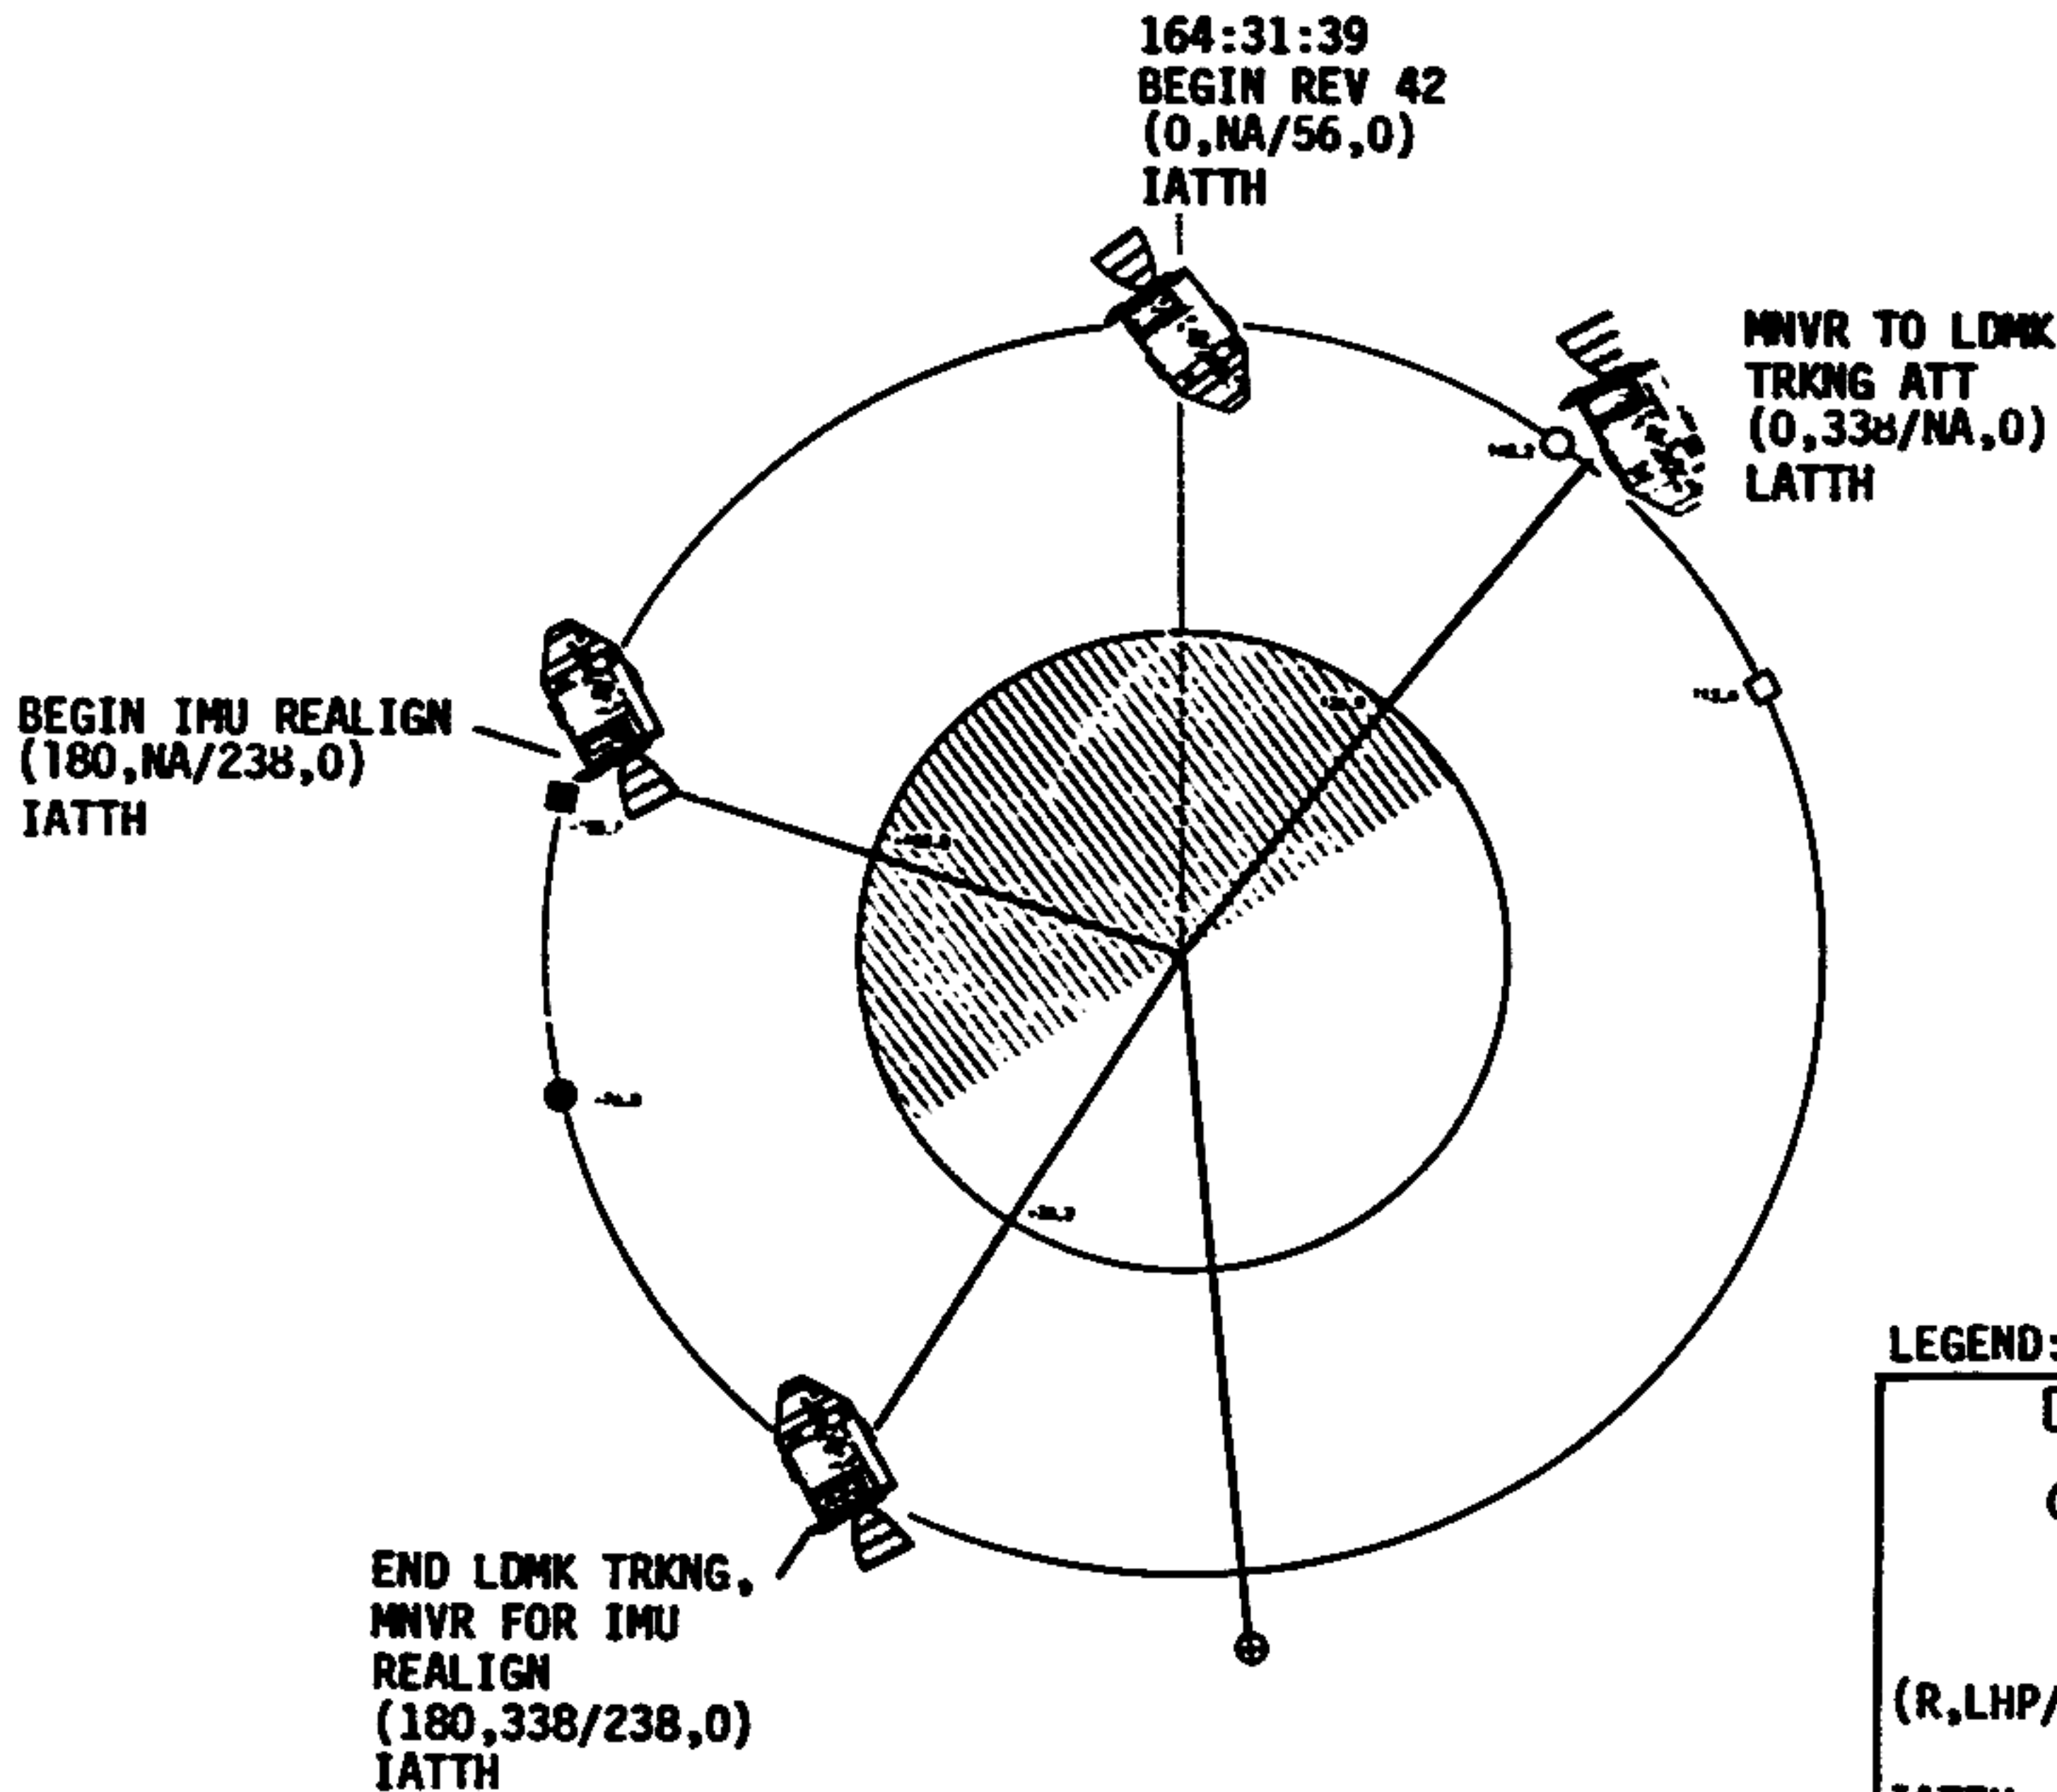 164:31:39
BEGIN REV 42
(0,NA/56,0)
IATTH
MNVR TO LDMK
TRKNG ATT
(0,338/NA,0)
LATTH
BEGIN IMU REALIGN
(180,NA/238,0)
IATTH
END LDMK TRKNG,
MNVR FOR IMU
REALIGN
(180,338/238,0)
IATTH
LEGEND:
(R,LHP/